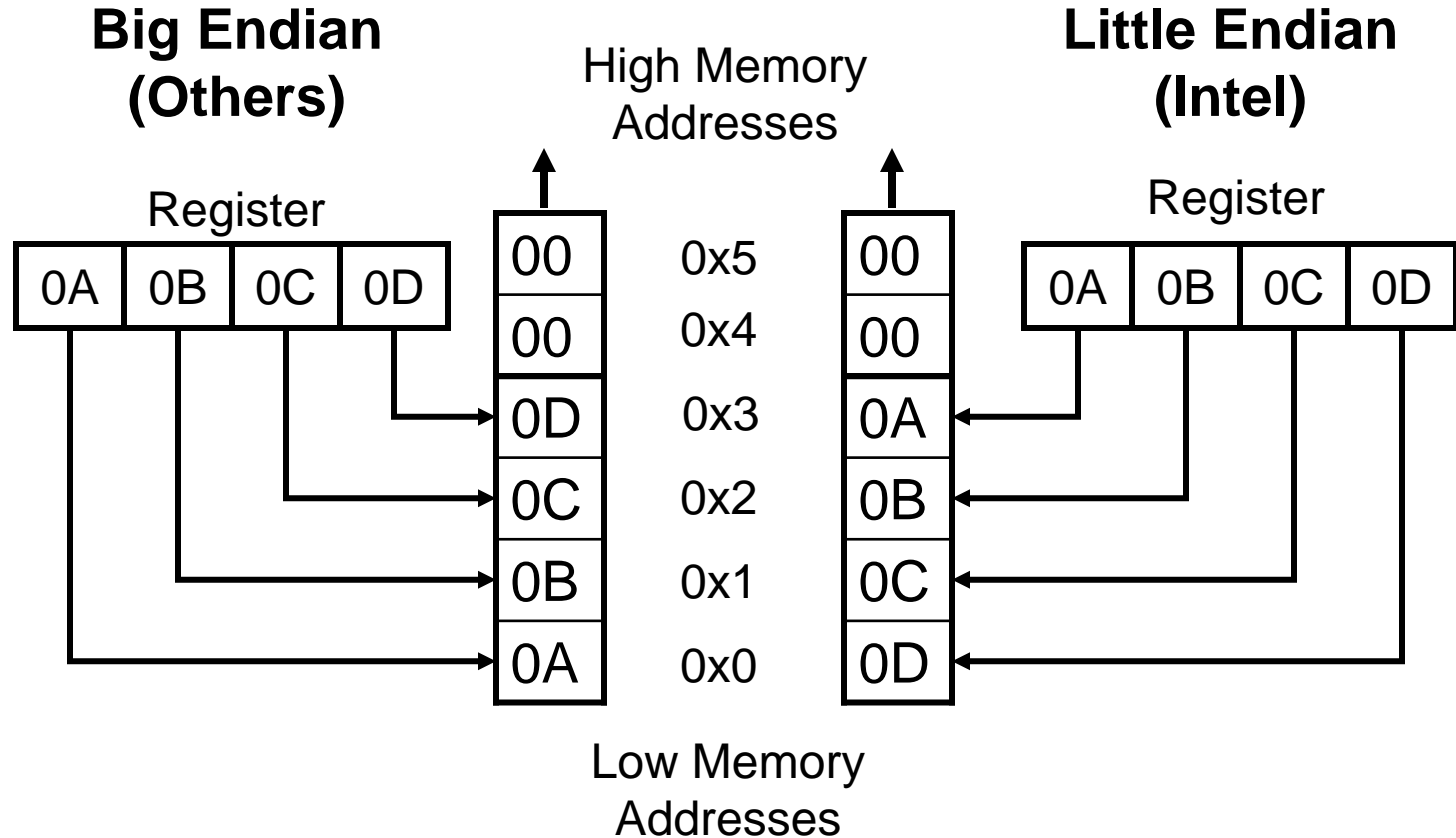 Big Endian
(Others)
High Memory
Addresses
Little Endian
(Intel)
Register
0A 0B 0C 0D
Register
0A 0B 0C 0D
00 0x5 00
00 0x4 00
0D 0x3 0A
0C 0x2 0B
0B 0x1 0C
0A 0x0 0D
Low Memory
Addresses